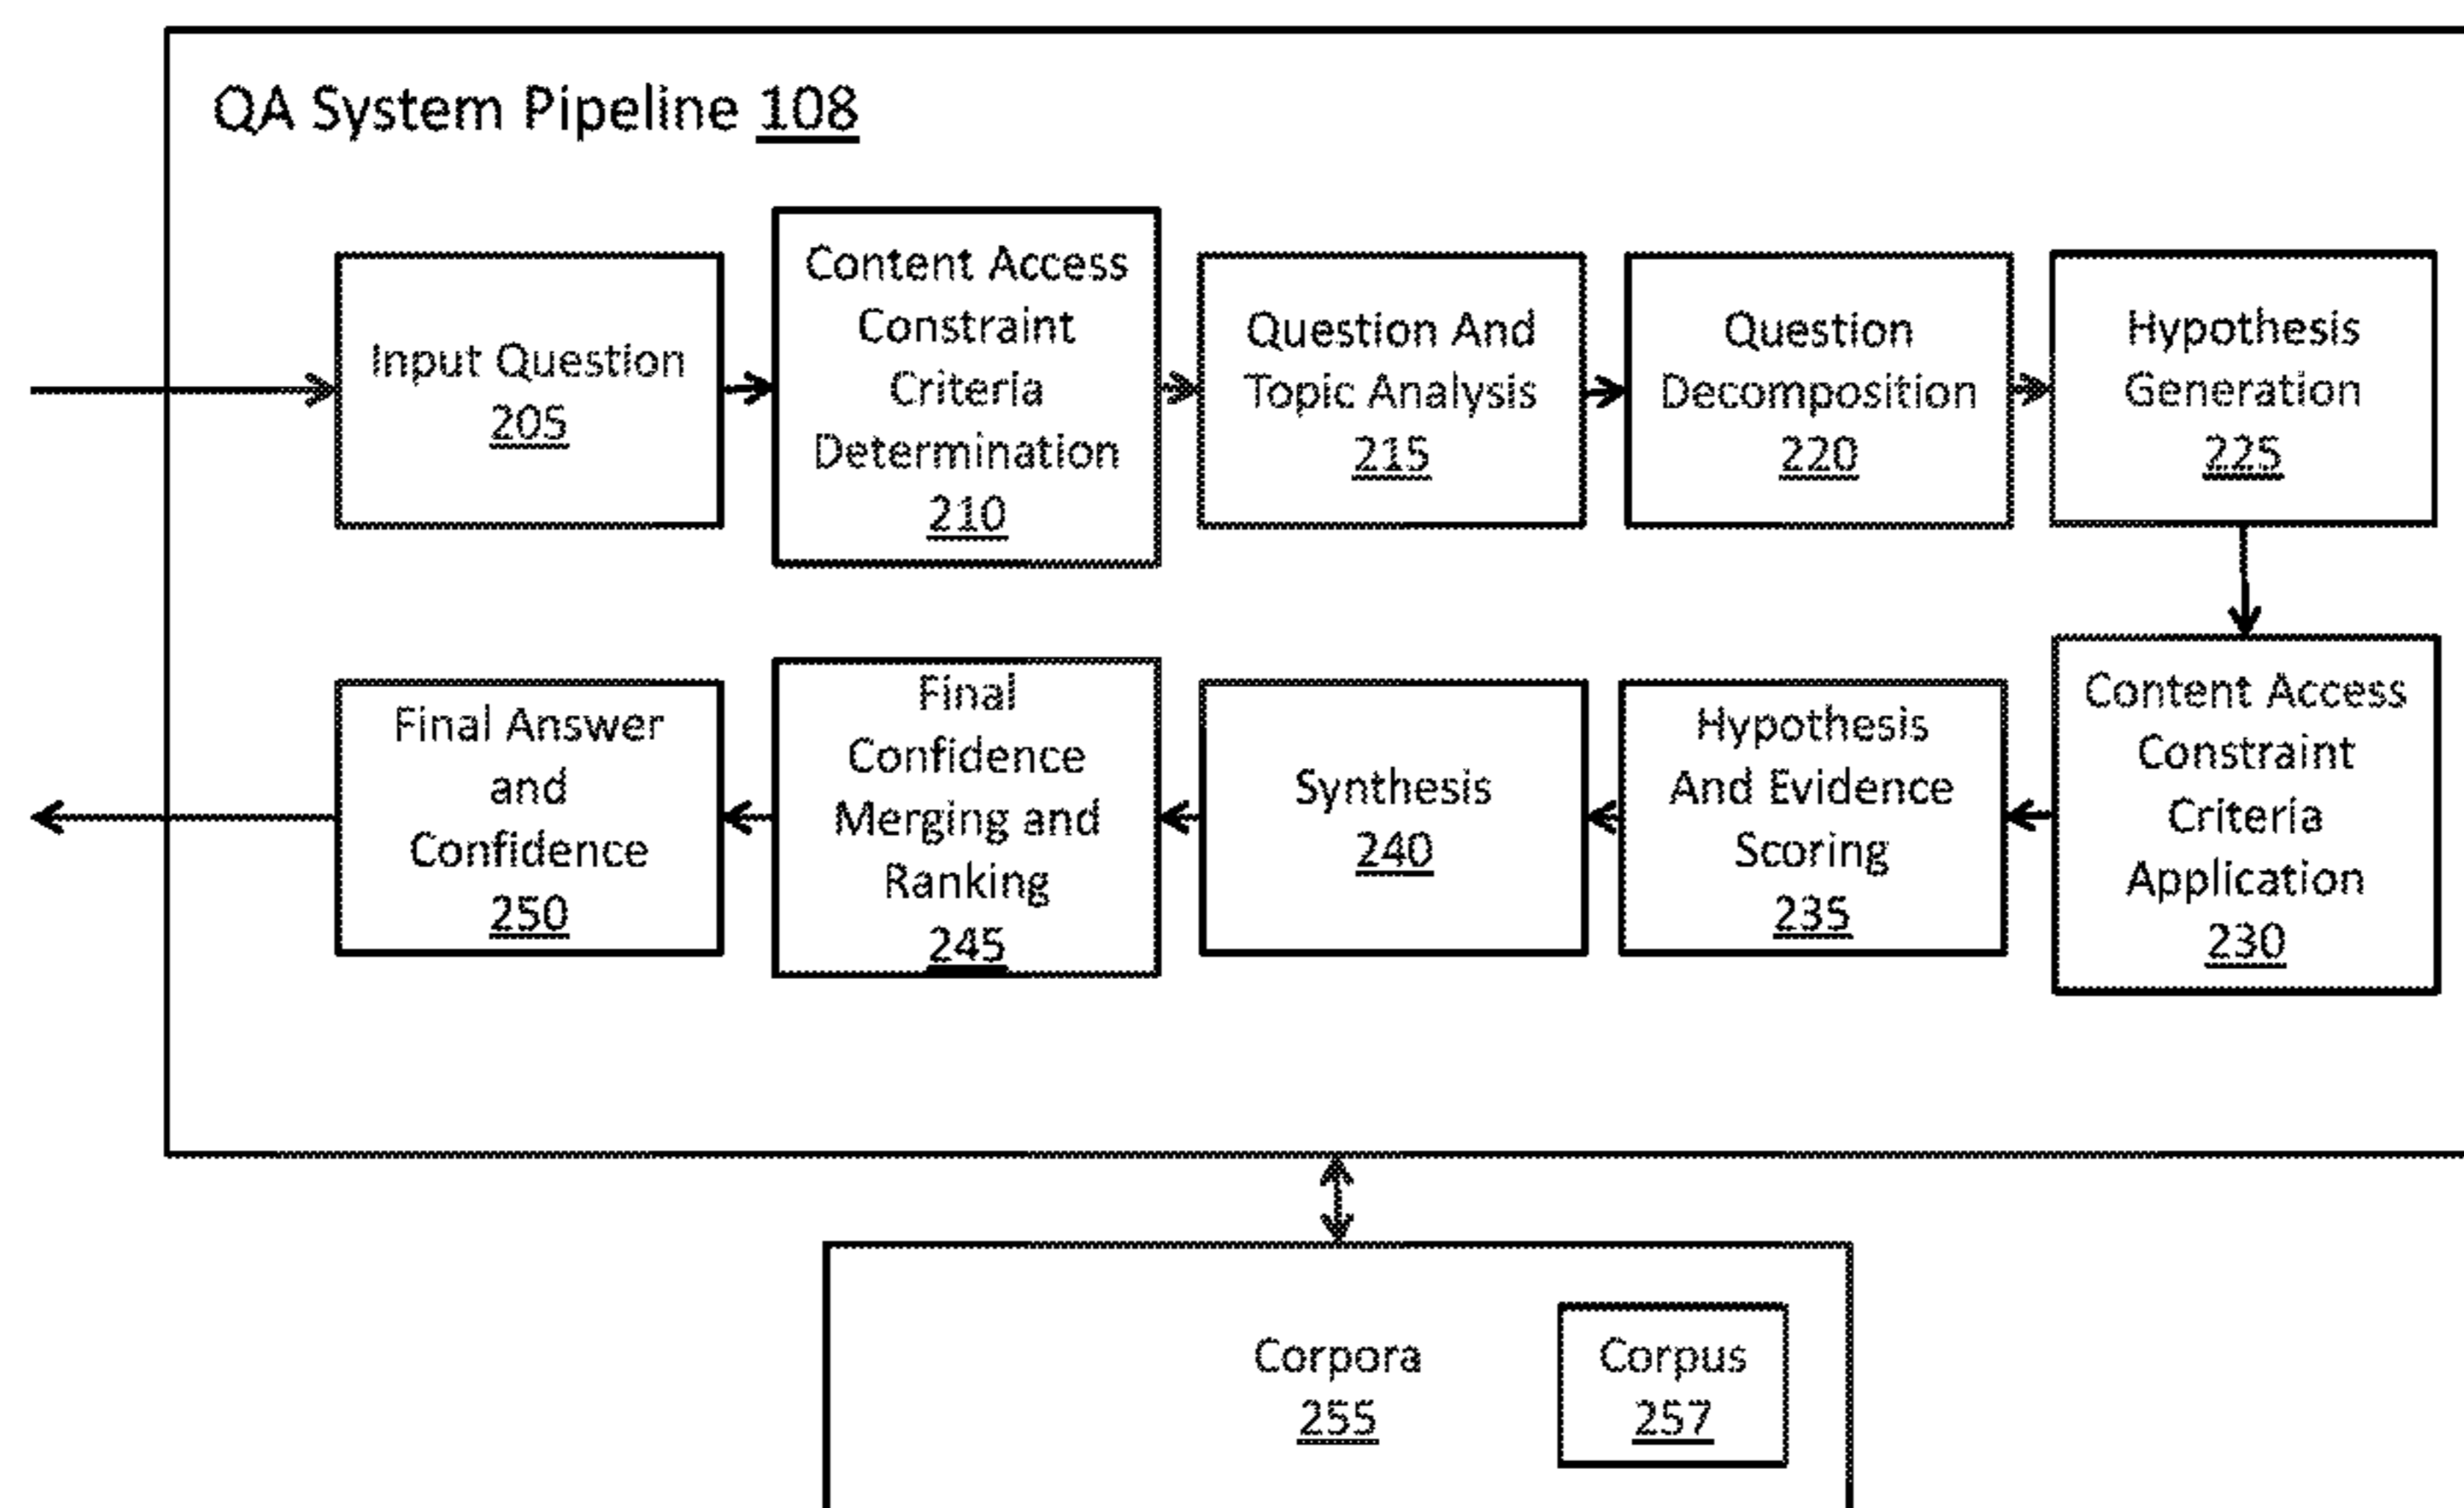 QA System Pipeline 108
Input Question
205
Content Access
Constraint
Criteria
Determination
210
Question And
Topic Analysis
215
Question
Decomposition
220
Hypothesis
Generation
225
Final Answer
and
Confidence
250
Final
Confidence
Merging and
Ranking
245
Synthesis
240
Hypothesis
And Evidence
Scoring
235
Content Access
Constraint
Criteria
Application
230
Corpora
255
Corpus
257